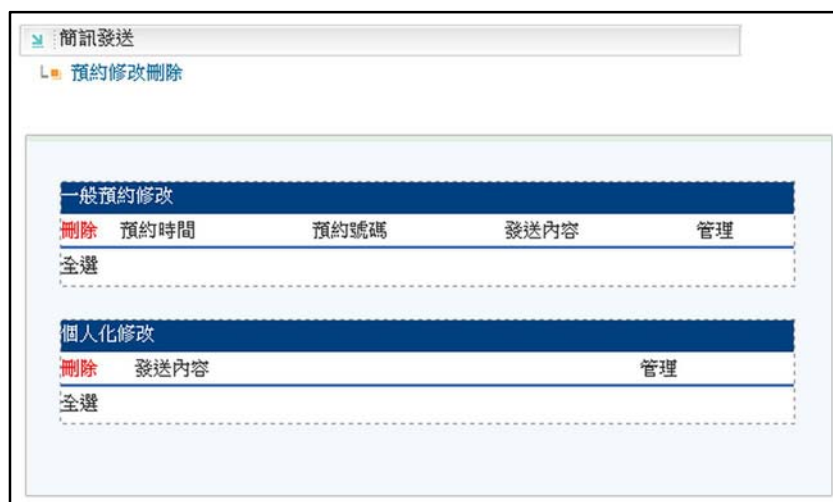 簡訊發送
預約修改刪除
一般預約修改
刪除 預約時間 預約號碼 發送內容 管理
全選
個人化修改
刪除 發送內容 管理
全選